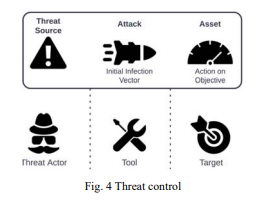 Threat Source
Attack
Asset
Initial Infection Vector
Action on Objective
Threat Actor
Tool
Target
Fig. 4 Threat control